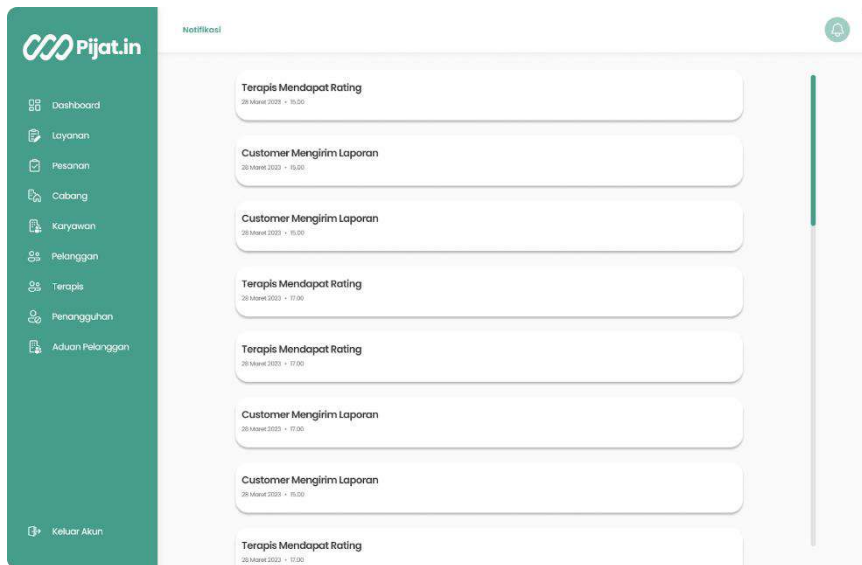 Pijat.in
Notifikasi
Dashboard
Layanan
Pesanan
Cabang
Karyawan
Pelanggan
Terapis
Penangguhan
Aduan Pelanggan
Keluar Akun
Terapis Mendapat Rating
28 Maret 2023 • 15.00
Customer Mengirim Laporan
28 Maret 2023 • 15.00
Customer Mengirim Laporan
28 Maret 2023 • 15.00
Terapis Mendapat Rating
28 Maret 2023 • 17.00
Terapis Mendapat Rating
28 Maret 2023 • 17.00
Customer Mengirim Laporan
28 Maret 2023 • 17.00
Customer Mengirim Laporan
28 Maret 2023 • 15.00
Terapis Mendapat Rating
28 Maret 2023 • 17.00